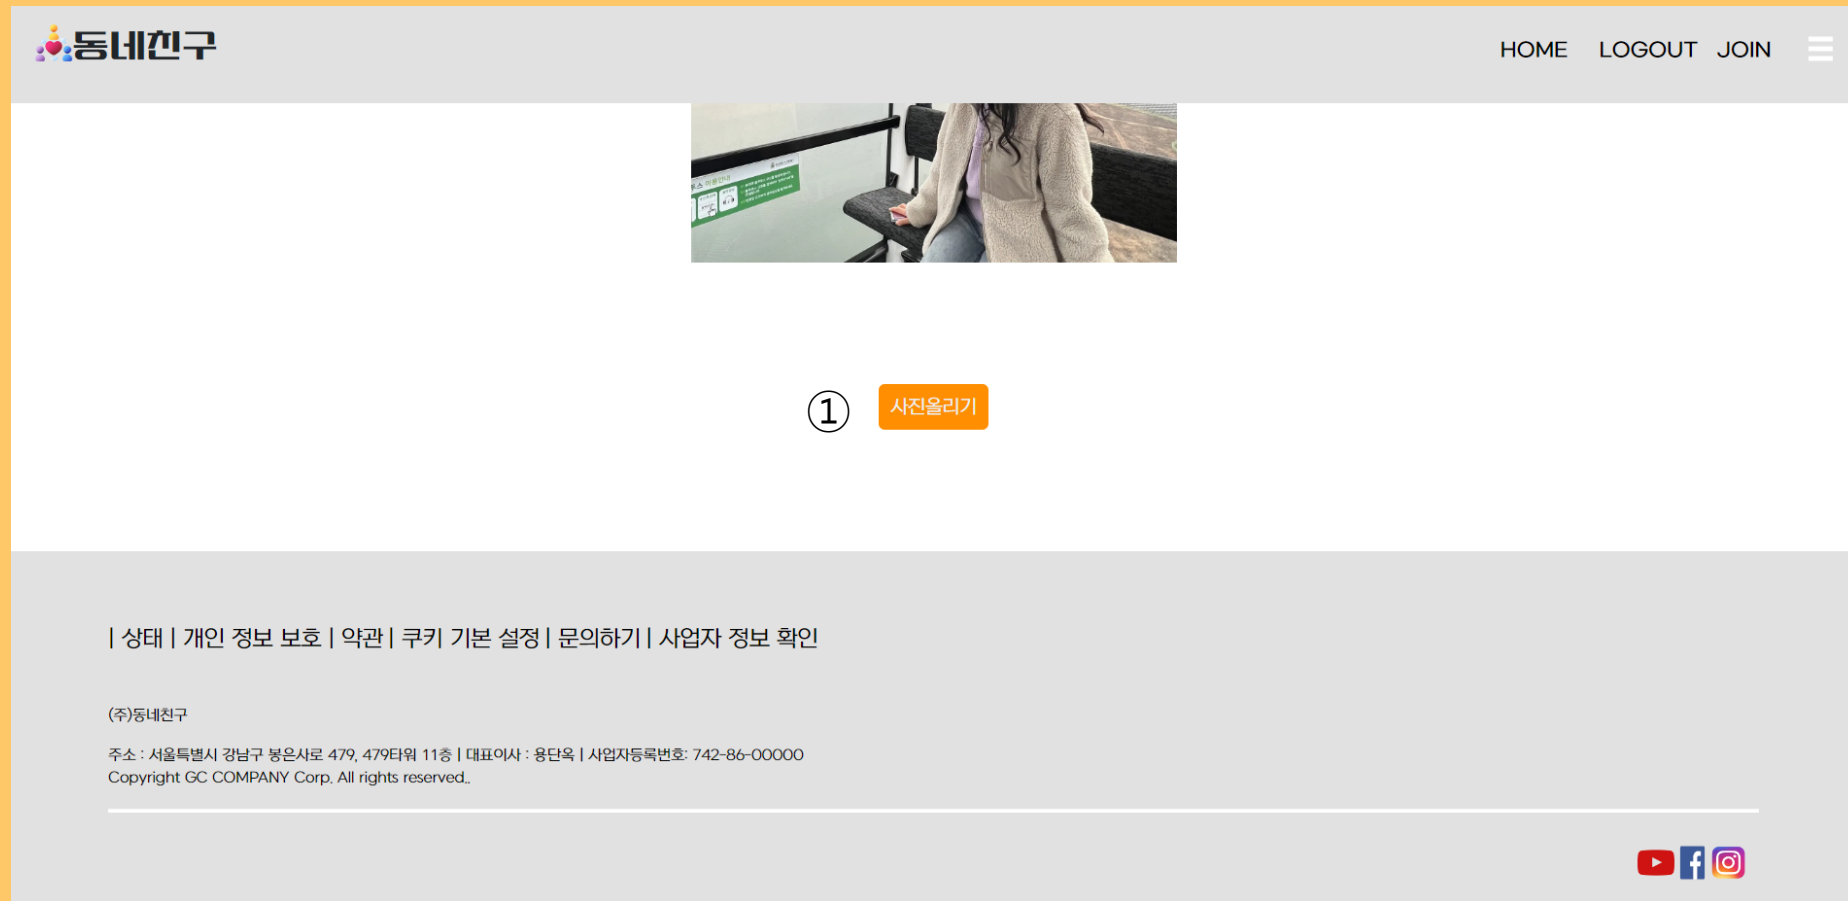 동네친구
HOME LOGOUT JOIN
이용안내
① 사진올리기
| 상태 | 개인 정보 보호 | 약관 | 쿠키 기본 설정 | 문의하기 | 사업자 정보 확인
(주)동네친구
주소 : 서울특별시 강남구 봉은사로 479, 479타워 11층 | 대표이사 : 용단옥 | 사업자등록번호: 742-86-00000
Copyright GC COMPANY Corp. All rights reserved..